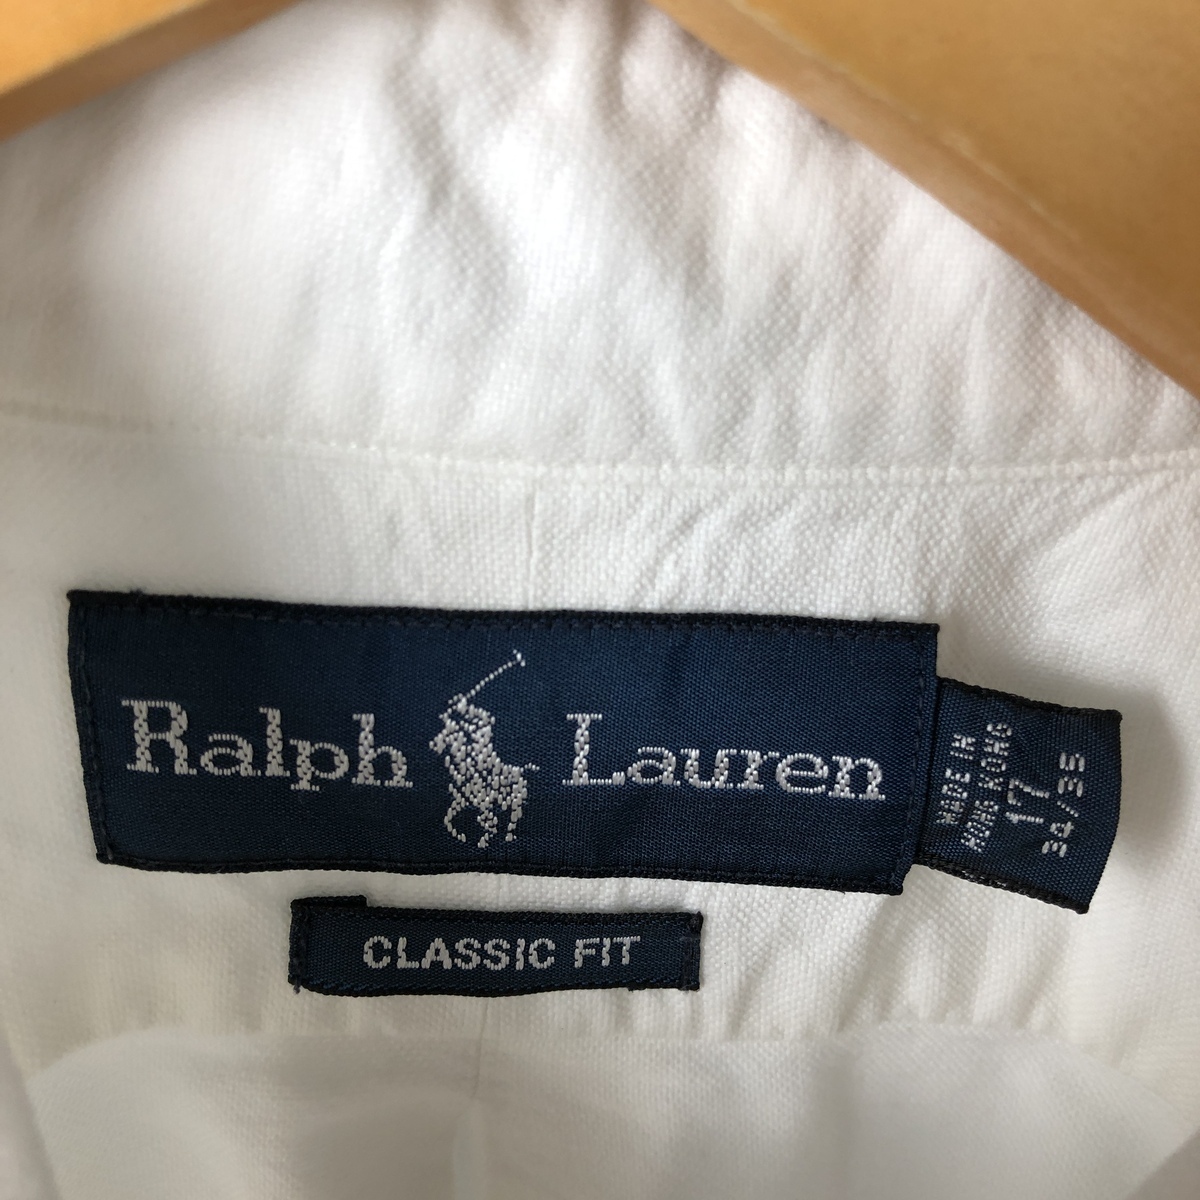 Ralph Lauren
MADE IN
HONG KONG
17
34/35
CLASSIC FIT